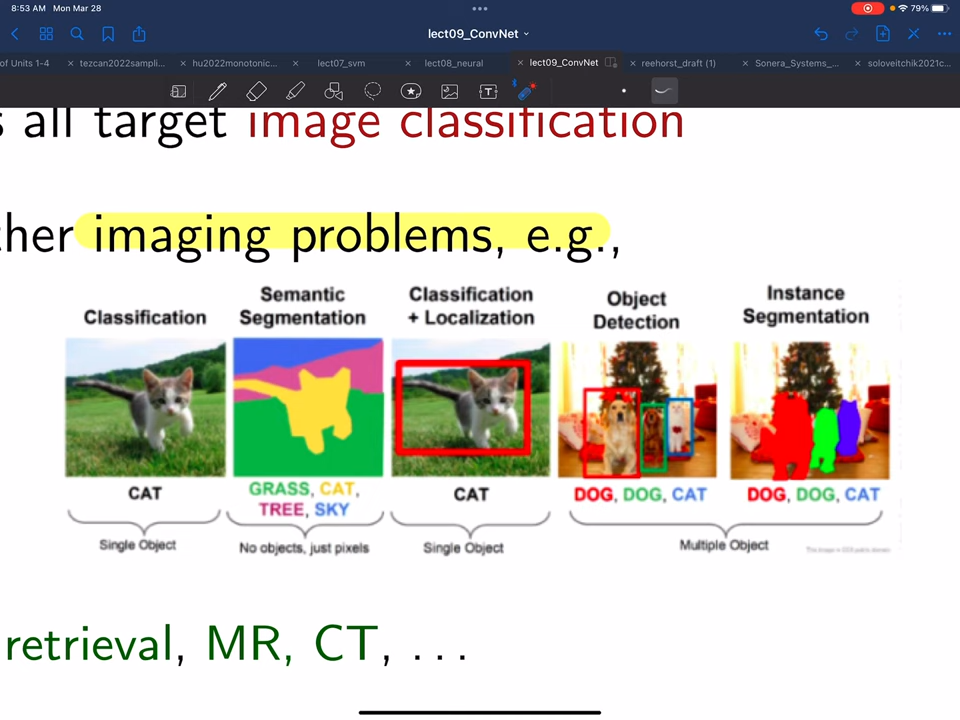 8:53 AM Mon Mar 28
79%
lect09_ConvNet
of Units 1-4
tezcan2022sampli...
hu2022monotonic...
lect07_svm
lect08_neural
lect09_ConvNet
reehorst_draft (1)
Sonera_Systems_...
soloveitchik2021c...
s all target image classification
ther imaging problems, e.g.,
Classification
Semantic Segmentation
Classification + Localization
Object Detection
Instance Segmentation
CAT
GRASS, CAT,
TREE, SKY
CAT
DOG, DOG, CAT
DOG, DOG, CAT
Single Object
No objects, just pixels
Single Object
Multiple Object
retrieval, MR, CT, ...